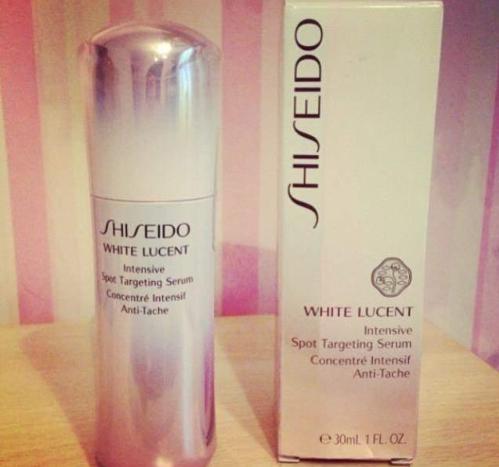 SHISEIDO
WHITE LUCENT
Intensive
Spot Targeting Serum
Concentré Intensif
Anti-Tache
SHISEIDO
WHITE LUCENT
Intensive
Spot Targeting Serum
Concentré Intensif
Anti-Tache
℮ 30mL 1 FL. OZ.